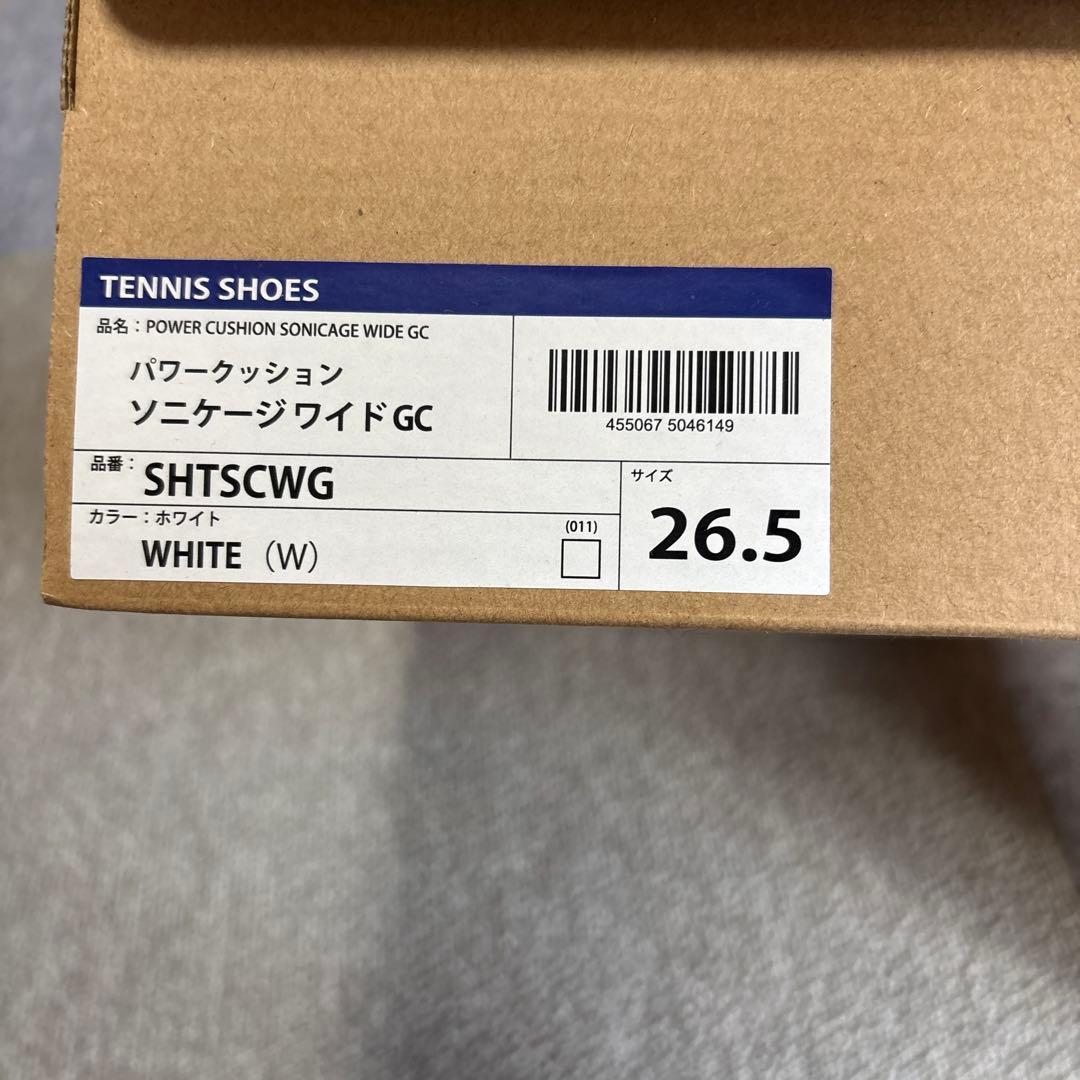 TENNIS SHOES
品名：POWER CUSHION SONICAGE WIDE GC
パワークッション
ソニケージ ワイド GC
455067 5046149
品番：
SHTSCWG
カラー：ホワイト
WHITE（W）
(011)
サイズ
26.5